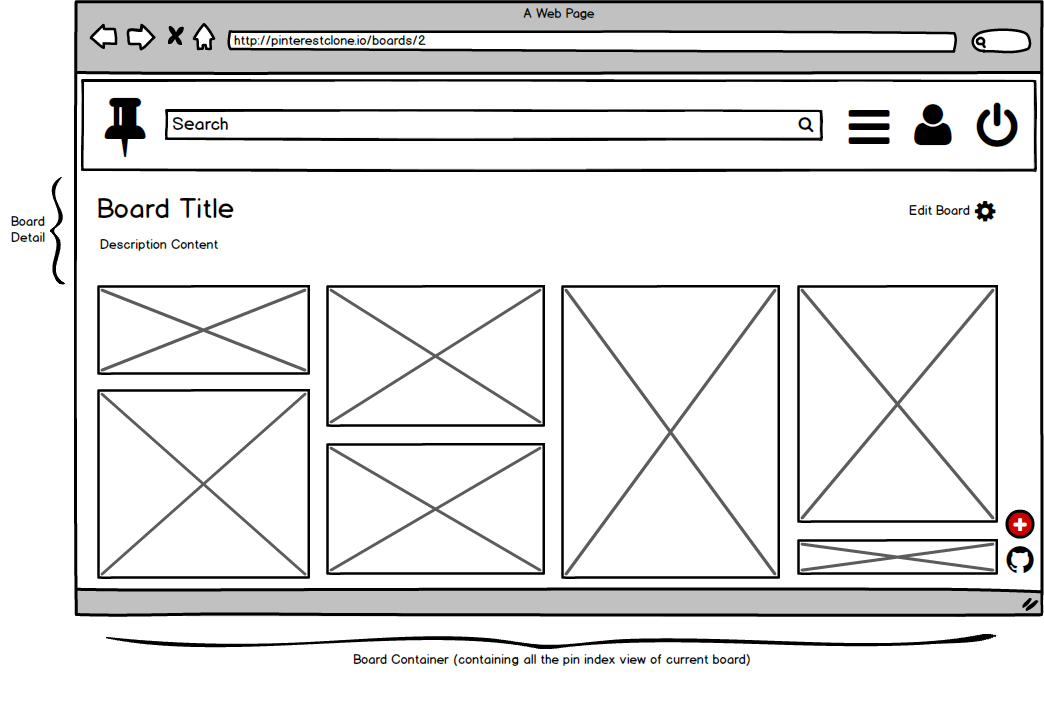 A Web Page
http://pinterestclone.io/boards/2
Search
Board
Detail
Board Title
Edit Board
Description Content
Board Container (containing all the pin index view of current board)